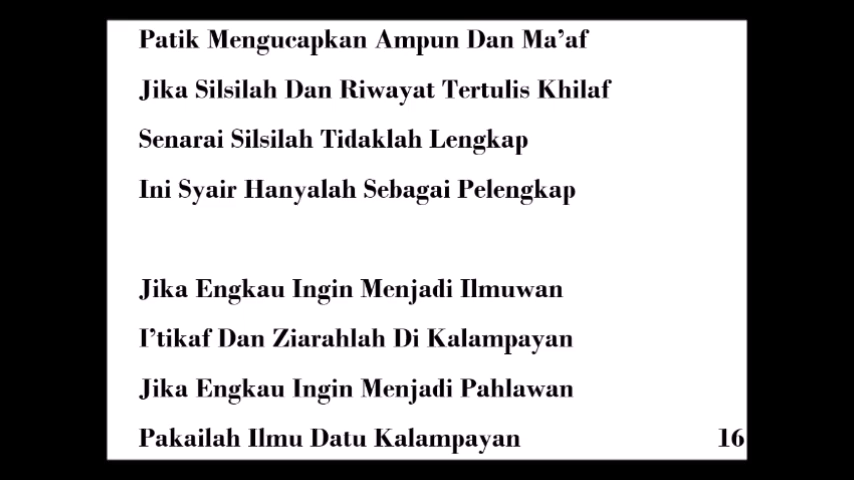 Patik Mengucapkan Ampun Dan Ma’af
Jika Silsilah Dan Riwayat Tertulis Khilaf
Senarai Silsilah Tidaklah Lengkap
Ini Syair Hanyalah Sebagai Pelengkap
Jika Engkau Ingin Menjadi Ilmuwan
I’tikaf Dan Ziarahlah Di Kalampayan
Jika Engkau Ingin Menjadi Pahlawan
Pakailah Ilmu Datu Kalampayan 16